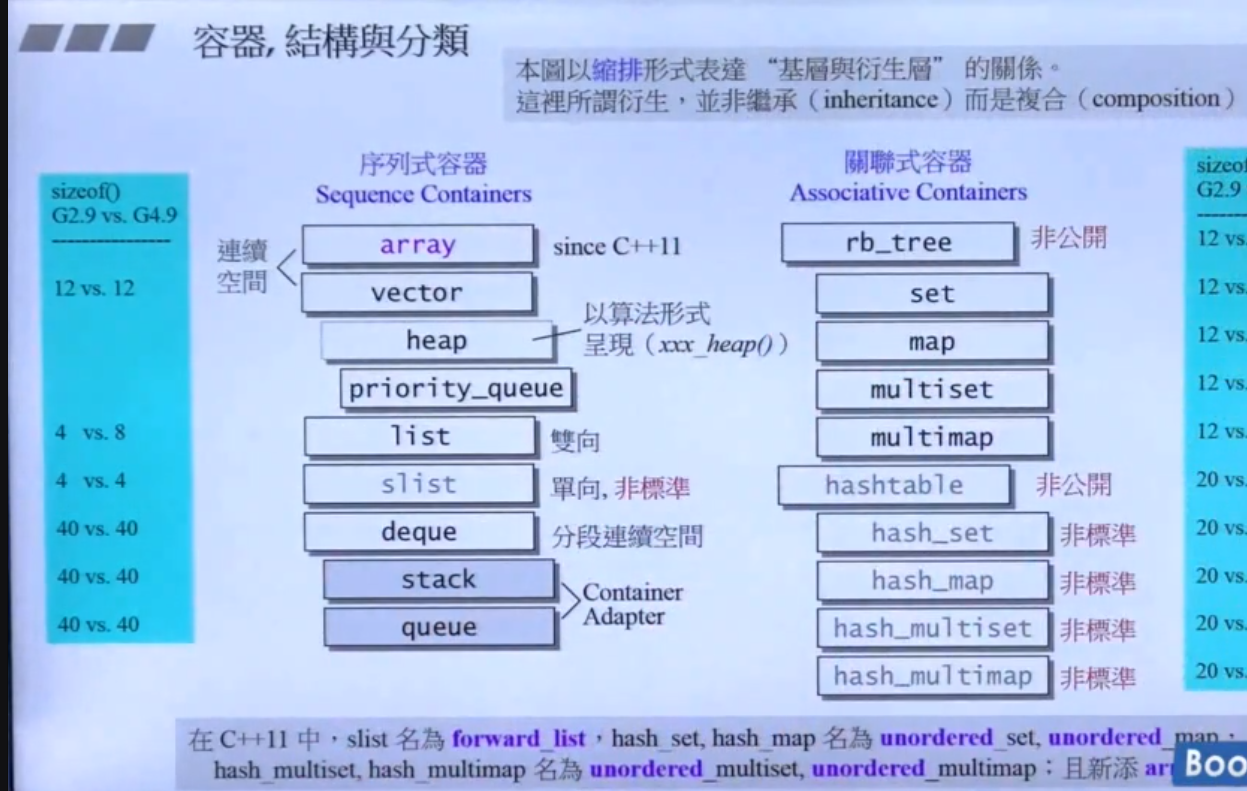 容器, 結構與分類
本圖以縮排形式表達 “基層與衍生層” 的關係。
這裡所謂衍生，並非繼承（inheritance）而是複合（composition）
sizeof()
G2.9 vs. G4.9
12 vs. 12
4 vs. 8
4 vs. 4
40 vs. 40
40 vs. 40
40 vs. 40
序列式容器
Sequence Containers
連續
空間
array
since C++11
vector
heap
以算法形式
呈現（xxx_heap()）
priority_queue
list
雙向
slist
單向, 非標準
deque
分段連續空間
stack
queue
Container
Adapter
關聯式容器
Associative Containers
rb_tree
非公開
set
map
multiset
multimap
hashtable
非公開
hash_set
非標準
hash_map
非標準
hash_multiset
非標準
hash_multimap
非標準
sizeof
G2.9
12 vs.
12 vs.
12 vs.
12 vs.
12 vs.
20 vs.
20 vs.
20 vs.
20 vs.
20 vs.
在 C++11 中，slist 名為 forward_list，hash_set, hash_map 名為 unordered_set, unordered_map；
hash_multiset, hash_multimap 名為 unordered_multiset, unordered_multimap；且新添 ar
Boo